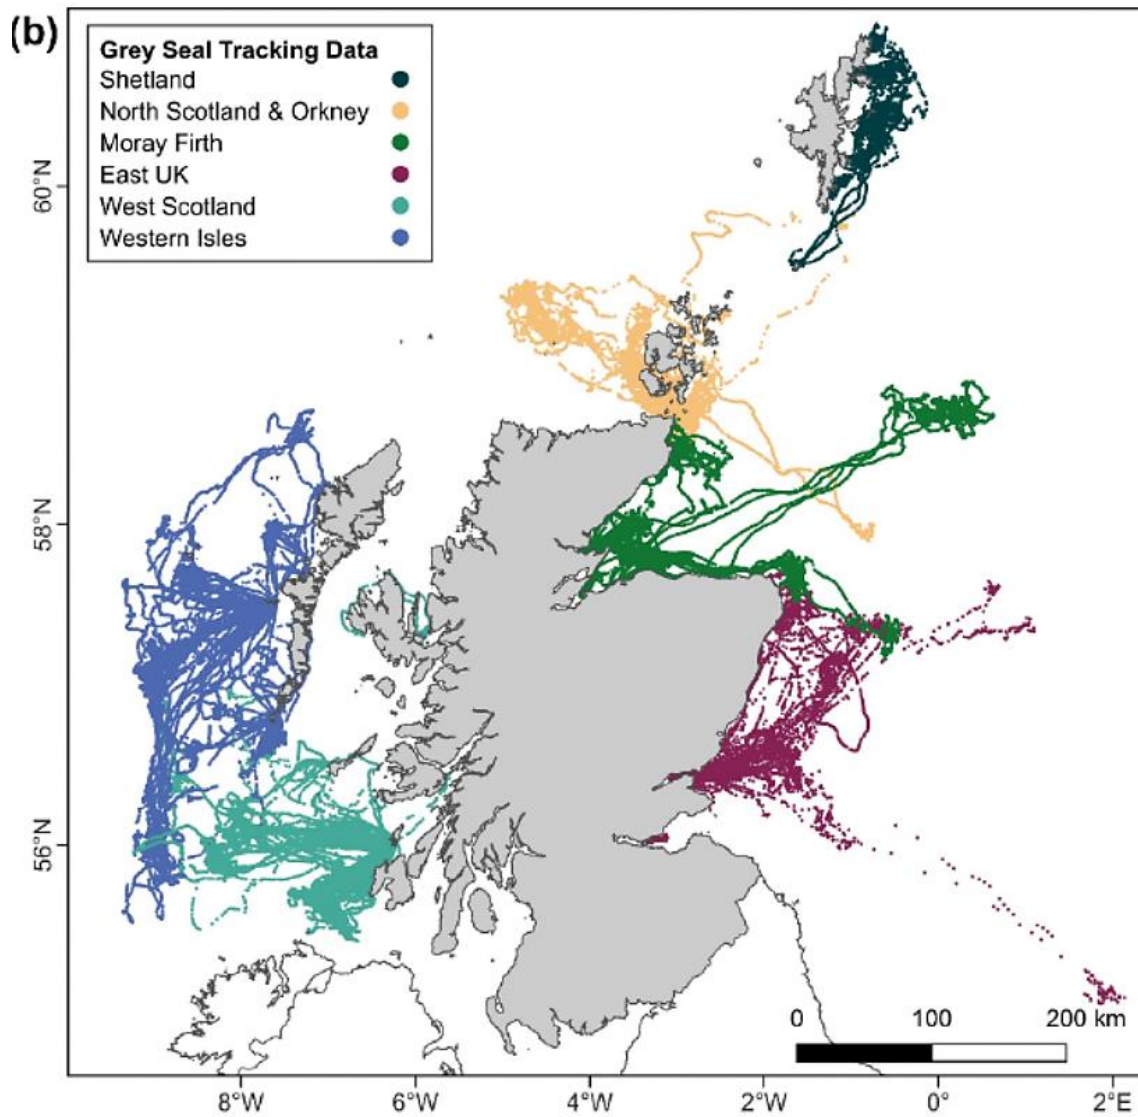 (b)
Grey Seal Tracking Data
Shetland
North Scotland & Orkney
Moray Firth
East UK
West Scotland
Western Isles
60°N
58°N
56°N
0 100 200 km
8°W 6°W 4°W 2°W 0 2°E